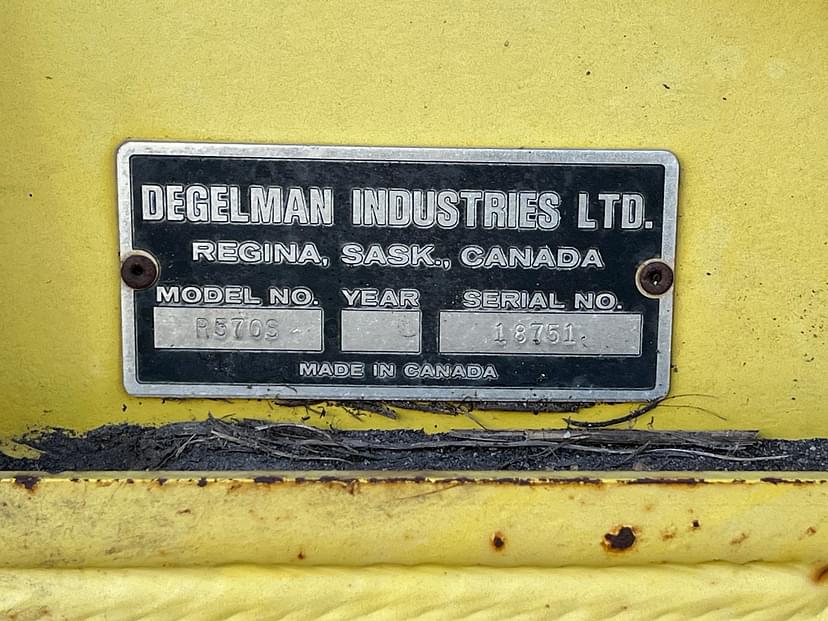 DEGELMAN INDUSTRIES LTD.
REGINA, SASK., CANADA
MODEL NO. YEAR SERIAL NO.
R570S 18751
MADE IN CANADA